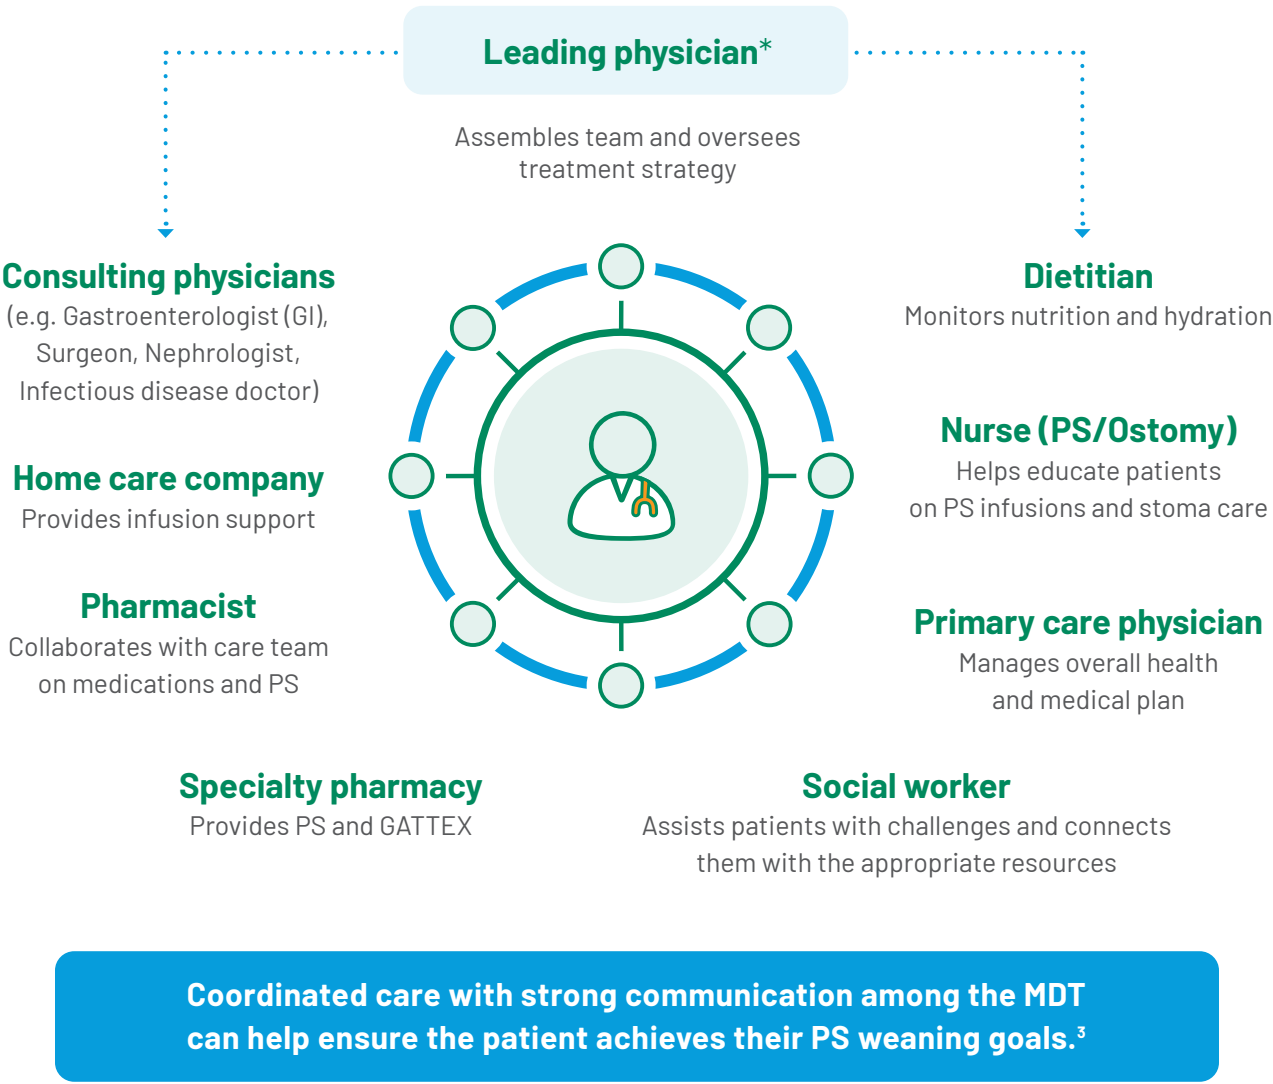 Leading physician*
Assembles team and oversees
treatment strategy
Consulting physicians
(e.g. Gastroenterologist (GI),
Surgeon, Nephrologist,
Infectious disease doctor)
Home care company
Provides infusion support
Pharmacist
Collaborates with care team
on medications and PS
Dietitian
Monitors nutrition and hydration
Nurse (PS/Ostomy)
Helps educate patients
on PS infusions and stoma care
Primary care physician
Manages overall health
and medical plan
Specialty pharmacy
Provides PS and GATTEX
Social worker
Assists patients with challenges and connects
them with the appropriate resources
Coordinated care with strong communication among the MDT
can help ensure the patient achieves their PS weaning goals.³